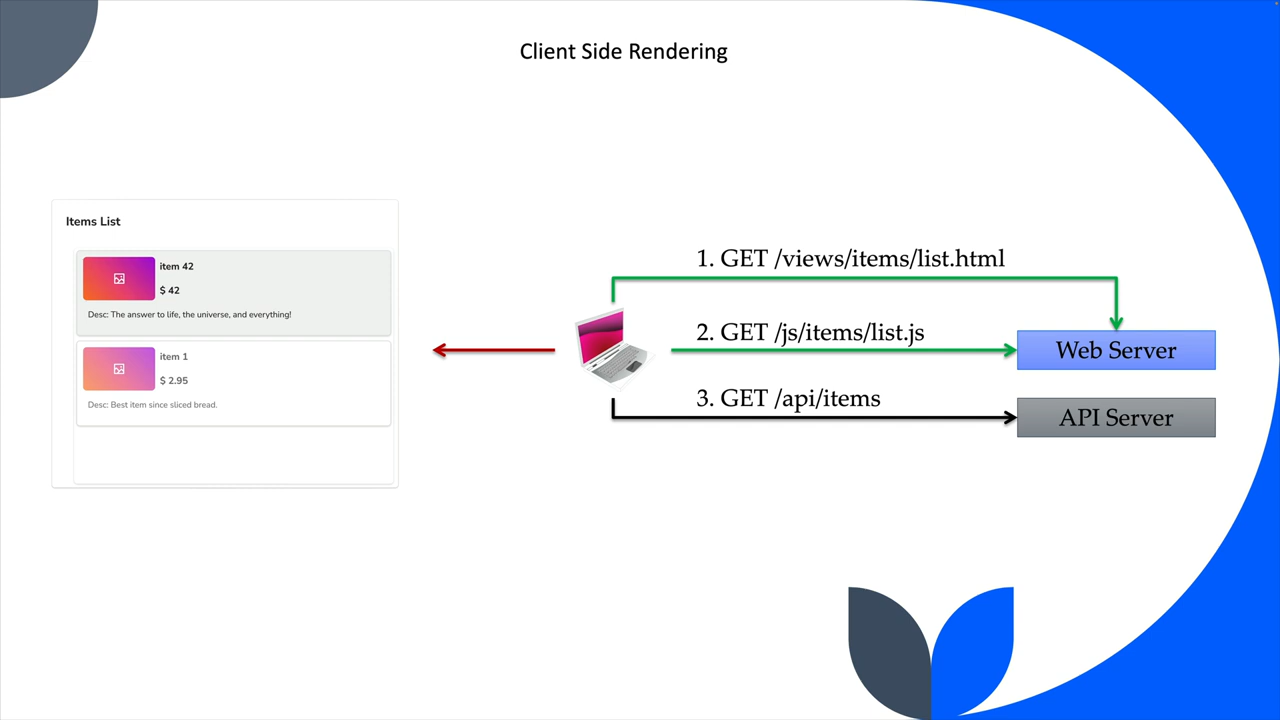 Client Side Rendering
Items List
item 42
$ 42
Desc: The answer to life, the universe, and everything!
item 1
$ 2.95
Desc: Best item since sliced bread.
1. GET /views/items/list.html
2. GET /js/items/list.js
Web Server
3. GET /api/items
API Server